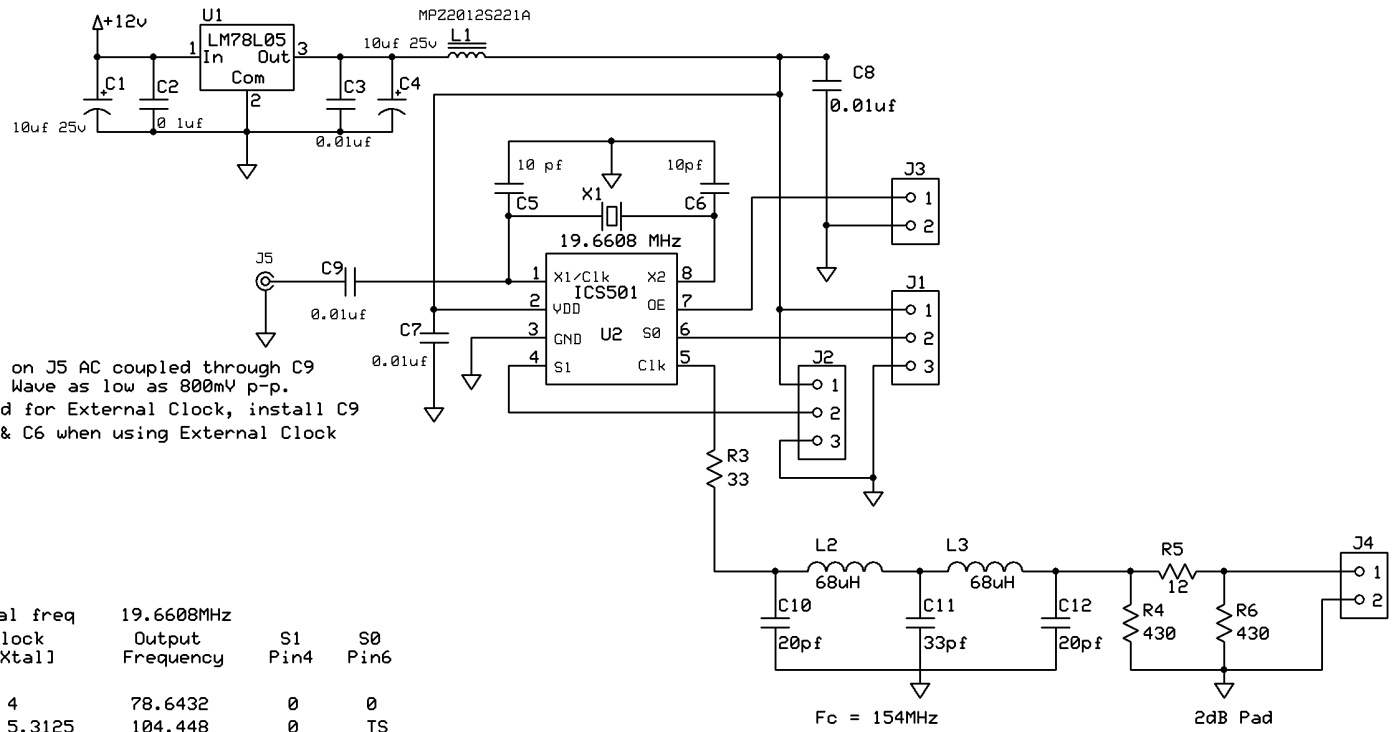 +12v
U1
MPZ2012S221A
LM78L05
10uf 25v
L1
1
In
Out
3
Com
2
C1
C2
C3
C4
10uf 25v
0 1uf
0.01uf
C8
0.01uf
10 pf
10pf
X1
C5
C6
19.6608 MHz
J3
1
2
J5
C9
0.01uf
1
X1/Clk
X2
8
ICS501
2
VDD
OE
7
3
GND
U2
S0
6
4
S1
Clk
5
C7
0.01uf
J1
1
2
3
J2
1
2
3
on J5 AC coupled through C9
Wave as low as 800mV p-p.
d for External Clock, install C9
& C6 when using External Clock
R3
33
L2
68uH
L3
68uH
R5
12
J4
1
2
C10
20pf
C11
33pf
C12
20pf
R4
430
R6
430
Fc = 154MHz
2dB Pad
al freq 19.6608MHz
lock Output S1 S0
Xtal] Frequency Pin4 Pin6
4 78.6432 0 0
5.3125 104.448 0 TS